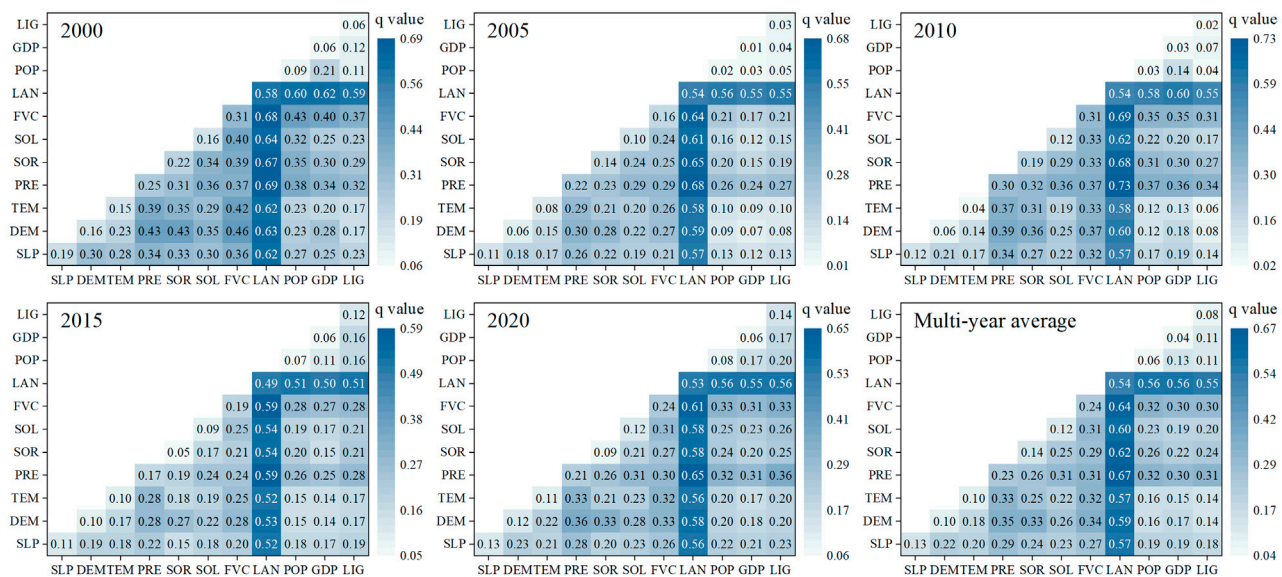 2000
q value
LIG 0.06 0.69
GDP 0.06 0.12
POP 0.09 0.21 0.11 0.57
LAN 0.58 0.60 0.62 0.59
FVC 0.31 0.68 0.43 0.40 0.37 0.44
SOL 0.16 0.40 0.64 0.32 0.25 0.23
SOR 0.22 0.34 0.39 0.67 0.35 0.30 0.29 0.32
PRE 0.25 0.31 0.36 0.37 0.69 0.38 0.34 0.32
TEM 0.15 0.39 0.35 0.29 0.42 0.62 0.23 0.20 0.17 0.19
DEM 0.16 0.23 0.43 0.43 0.35 0.46 0.63 0.23 0.28 0.17
SLP 0.19 0.30 0.28 0.34 0.33 0.30 0.36 0.62 0.25 0.25 0.23 0.06
SLP DEM TEM PRE SOR SOL FVC LAN POP GDP LIG
2005
q value
0.03 0.68
0.01 0.04
0.02 0.03 0.05 0.55
0.54 0.56 0.55 0.55
0.16 0.64 0.21 0.17 0.21 0.41
0.10 0.24 0.61 0.16 0.12 0.15
0.14 0.24 0.25 0.65 0.20 0.15 0.19 0.28
0.22 0.23 0.29 0.29 0.68 0.26 0.24 0.27
0.08 0.29 0.21 0.20 0.26 0.58 0.10 0.09 0.10 0.14
0.06 0.15 0.30 0.28 0.22 0.27 0.59 0.09 0.07 0.08
0.11 0.18 0.17 0.26 0.22 0.19 0.21 0.57 0.13 0.12 0.13 0.01
SLP DEM TEM PRE SOR SOL FVC LAN POP GDP LIG
2010
q value
0.02 0.73
0.03 0.07
0.03 0.14 0.04 0.59
0.54 0.58 0.60 0.55
0.31 0.69 0.35 0.35 0.31 0.45
0.12 0.33 0.62 0.22 0.20 0.17
0.19 0.29 0.33 0.68 0.31 0.30 0.27 0.30
0.30 0.32 0.36 0.37 0.73 0.37 0.36 0.34
0.04 0.37 0.31 0.19 0.33 0.58 0.12 0.13 0.06 0.16
0.06 0.14 0.39 0.36 0.23 0.37 0.60 0.12 0.18 0.08
0.12 0.21 0.17 0.34 0.27 0.22 0.32 0.57 0.17 0.19 0.14 0.02
SLP DEM TEM PRE SOR SOL FVC LAN POP GDP LIG
2015
q value
LIG 0.12 0.59
GDP 0.06 0.16
POP 0.07 0.11 0.16 0.49
LAN 0.49 0.51 0.50 0.51
FVC 0.19 0.59 0.28 0.27 0.28 0.38
SOL 0.09 0.25 0.54 0.19 0.17 0.21
SOR 0.05 0.17 0.21 0.54 0.20 0.15 0.21 0.27
PRE 0.17 0.19 0.24 0.24 0.59 0.26 0.25 0.28
TEM 0.10 0.28 0.18 0.19 0.25 0.52 0.15 0.14 0.17 0.16
DEM 0.10 0.17 0.28 0.27 0.22 0.28 0.53 0.15 0.14 0.17
SLP 0.11 0.19 0.18 0.22 0.15 0.18 0.20 0.52 0.18 0.17 0.19 0.05
SLP DEM TEM PRE SOR SOL FVC LAN POP GDP LIG
2020
q value
0.14 0.65
0.06 0.17
0.08 0.17 0.20 0.53
0.53 0.56 0.55 0.56
0.24 0.61 0.33 0.31 0.33 0.41
0.12 0.31 0.58 0.25 0.23 0.26
0.09 0.21 0.27 0.58 0.24 0.20 0.25 0.29
0.21 0.26 0.31 0.30 0.65 0.32 0.31 0.36
0.11 0.33 0.21 0.23 0.32 0.56 0.20 0.17 0.20 0.18
0.12 0.22 0.36 0.33 0.28 0.33 0.58 0.20 0.18 0.20
0.13 0.23 0.21 0.28 0.20 0.23 0.26 0.56 0.22 0.21 0.23 0.06
SLP DEM TEM PRE SOR SOL FVC LAN POP GDP LIG
Multi-year average
q value
LIG 0.08 0.67
GDP 0.04 0.11
POP 0.06 0.13 0.11 0.54
LAN 0.54 0.56 0.56 0.55
FVC 0.24 0.64 0.32 0.30 0.30 0.42
SOL 0.12 0.31 0.60 0.23 0.19 0.20
SOR 0.14 0.25 0.29 0.62 0.26 0.22 0.24 0.29
PRE 0.23 0.26 0.31 0.31 0.67 0.32 0.30 0.31
TEM 0.10 0.33 0.25 0.22 0.32 0.57 0.16 0.15 0.14 0.17
DEM 0.10 0.18 0.35 0.33 0.26 0.34 0.59 0.16 0.17 0.14
SLP 0.13 0.22 0.20 0.29 0.24 0.23 0.27 0.57 0.19 0.19 0.18 0.04
SLP DEM TEM PRE SOR SOL FVC LAN POP GDP LIG